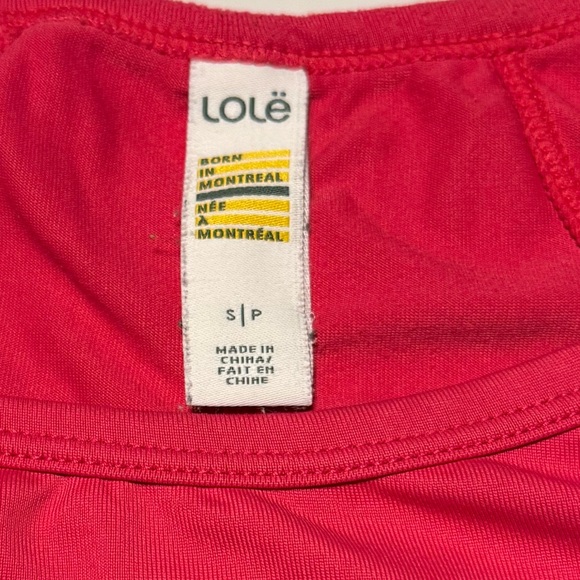 LOLË
BORN
IN
MONTREAL
NÉE
À
MONTRÉAL
S|P
MADE IN
CHINA/
FAIT EN
CHINE